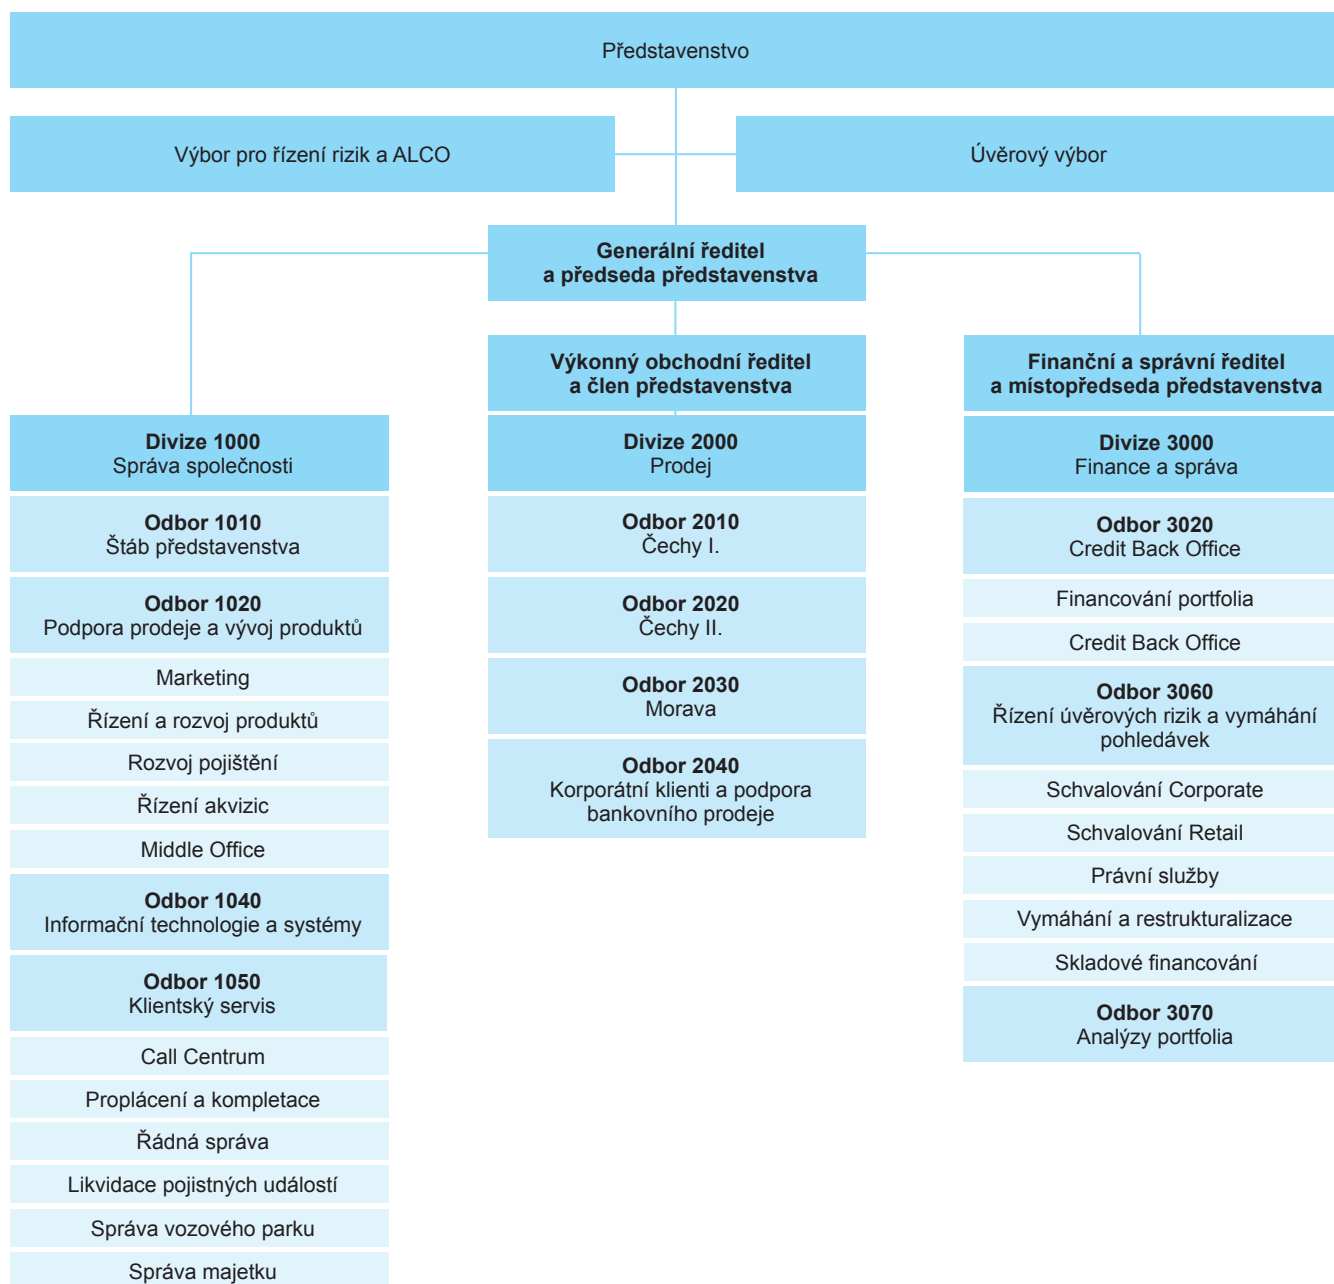 Představenstvo
Výbor pro řízení rizik a ALCO
Úvěrový výbor
Generální ředitel
a předseda představenstva
Výkonný obchodní ředitel
a člen představenstva
Finanční a správní ředitel
a místopředseda představenstva
Divize 1000
Správa společnosti
Odbor 1010
Štáb představenstva
Odbor 1020
Podpora prodeje a vývoj produktů
Marketing
Řízení a rozvoj produktů
Rozvoj pojištění
Řízení akvizic
Middle Office
Odbor 1040
Informační technologie a systémy
Odbor 1050
Klientský servis
Call Centrum
Proplácení a kompletace
Řádná správa
Likvidace pojistných událostí
Správa vozového parku
Správa majetku
Divize 2000
Prodej
Odbor 2010
Čechy I.
Odbor 2020
Čechy II.
Odbor 2030
Morava
Odbor 2040
Korporátní klienti a podpora
bankovního prodeje
Divize 3000
Finance a správa
Odbor 3020
Credit Back Office
Financování portfolia
Credit Back Office
Odbor 3060
Řízení úvěrových rizik a vymáhání
pohledávek
Schvalování Corporate
Schvalování Retail
Právní služby
Vymáhání a restrukturalizace
Skladové financování
Odbor 3070
Analýzy portfolia